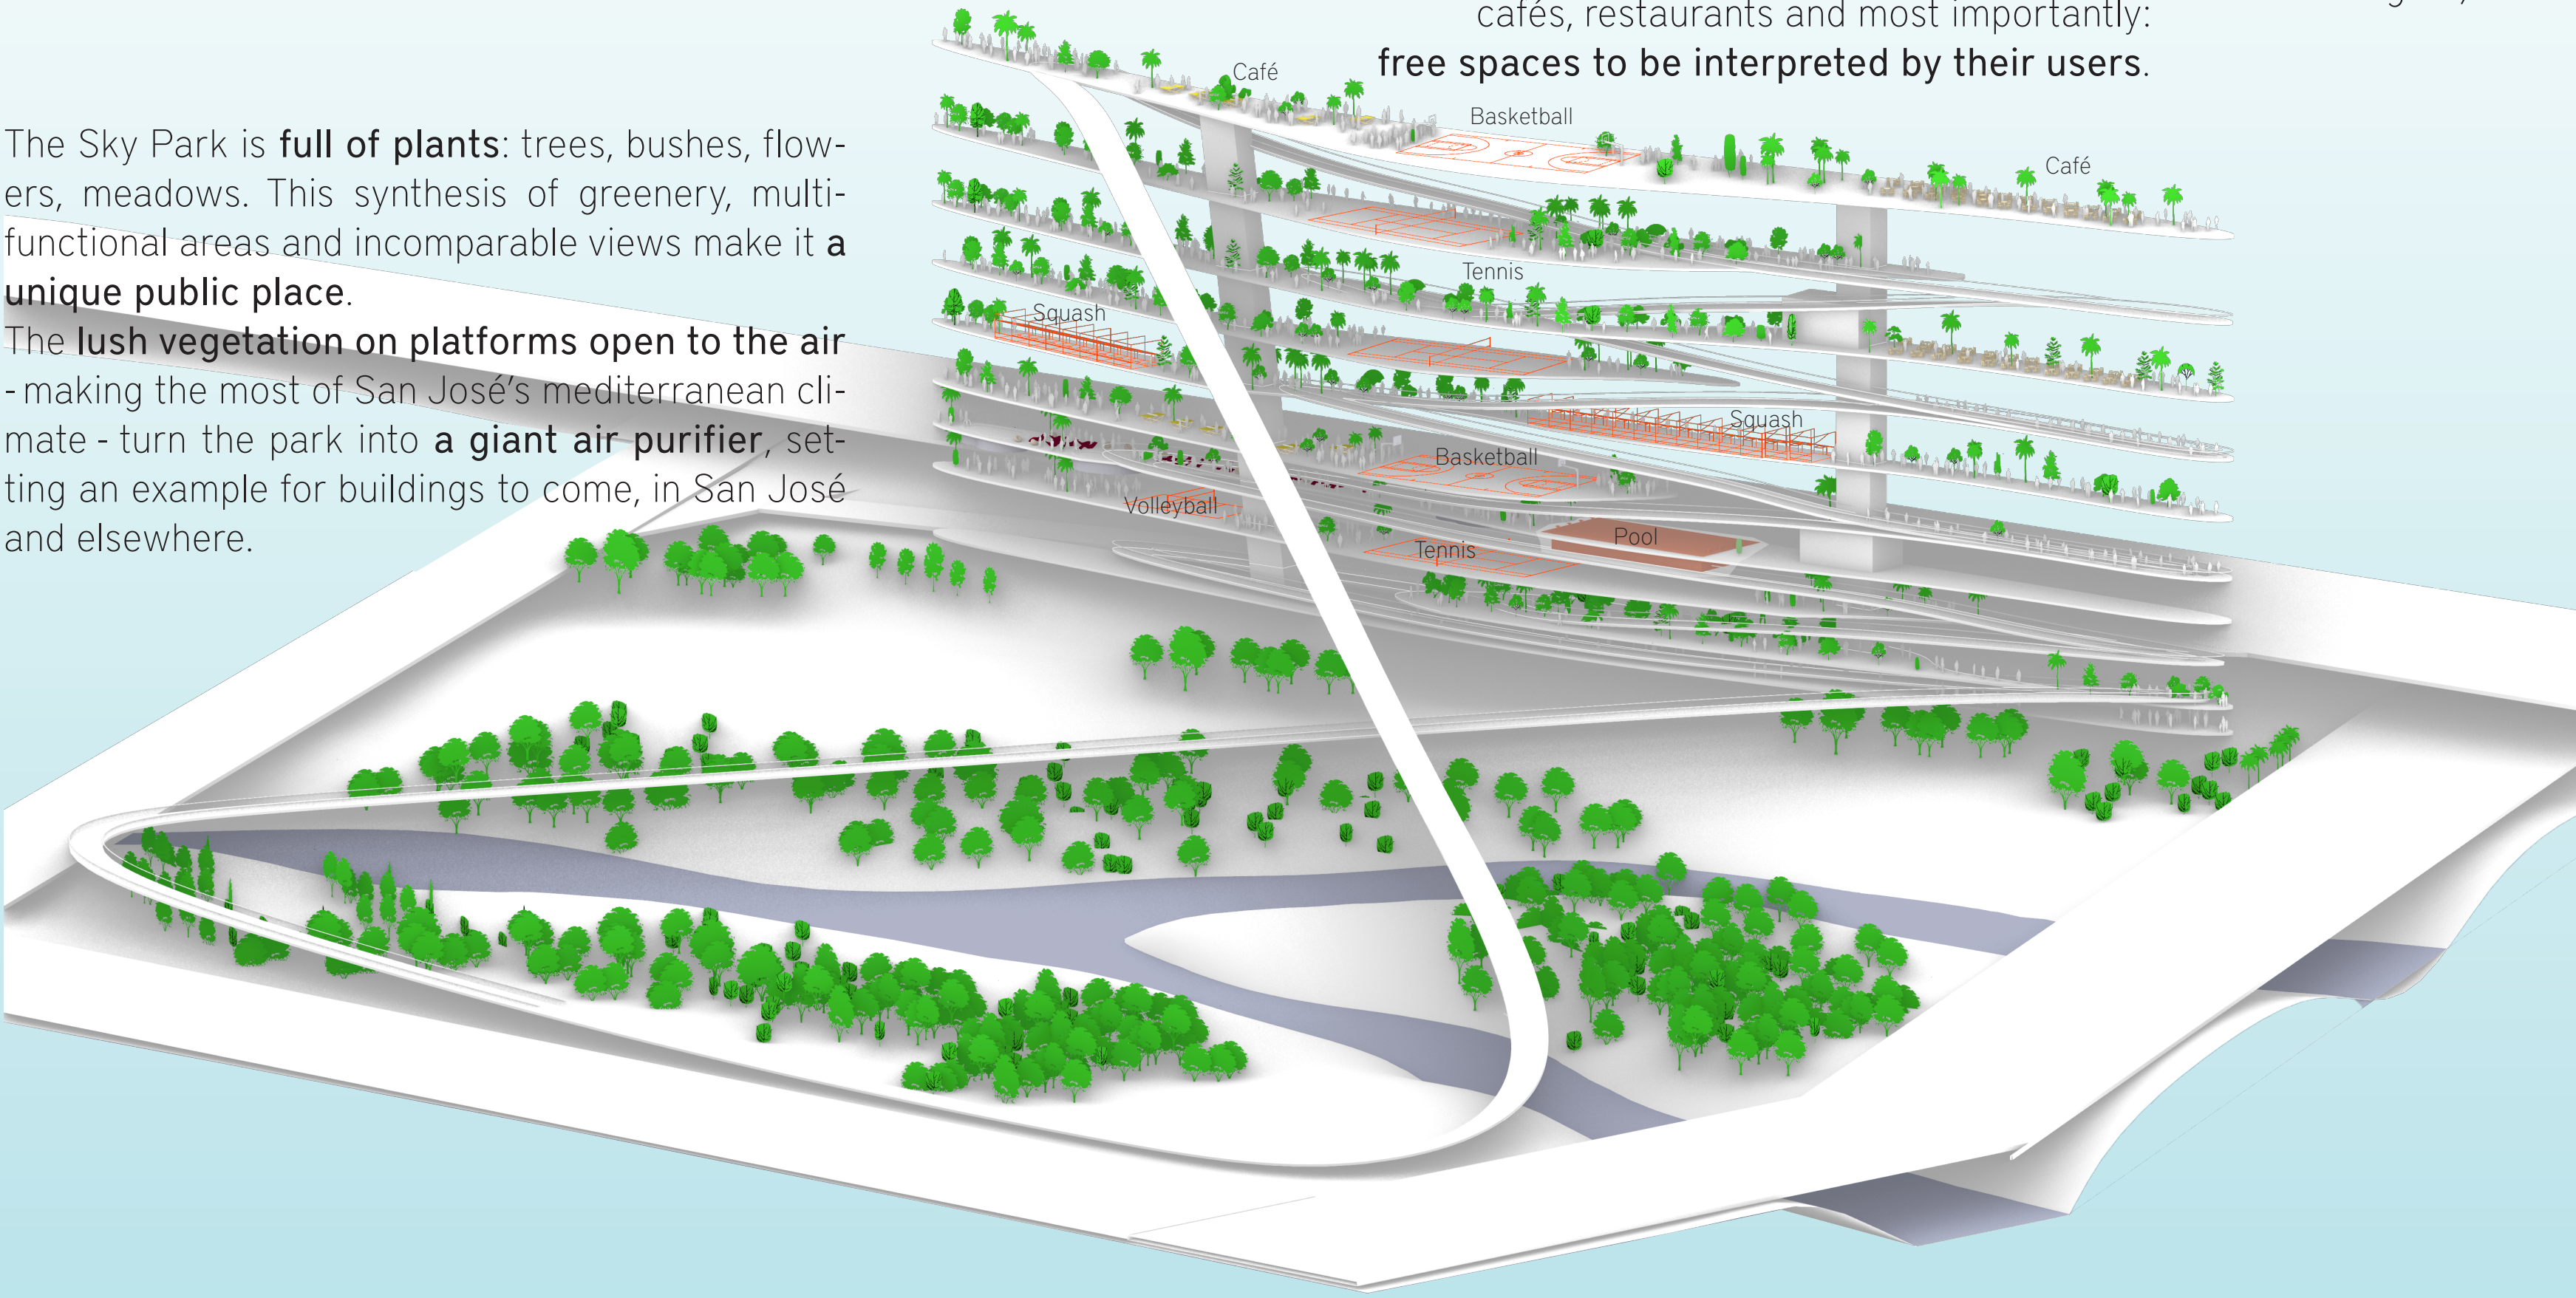 cafés, restaurants and most importantly:
free spaces to be interpreted by their users.
The Sky Park is full of plants: trees, bushes, flow-
ers, meadows. This synthesis of greenery, multi-
functional areas and incomparable views make it a
unique public place.
The lush vegetation on platforms open to the air
- making the most of San José's mediterranean cli-
mate - turn the park into a giant air purifier, set-
ting an example for buildings to come, in San José
and elsewhere.
Café
Basketball
Café
Tennis
Squash
Squash
Basketball
Volleyball
Pool
Tennis